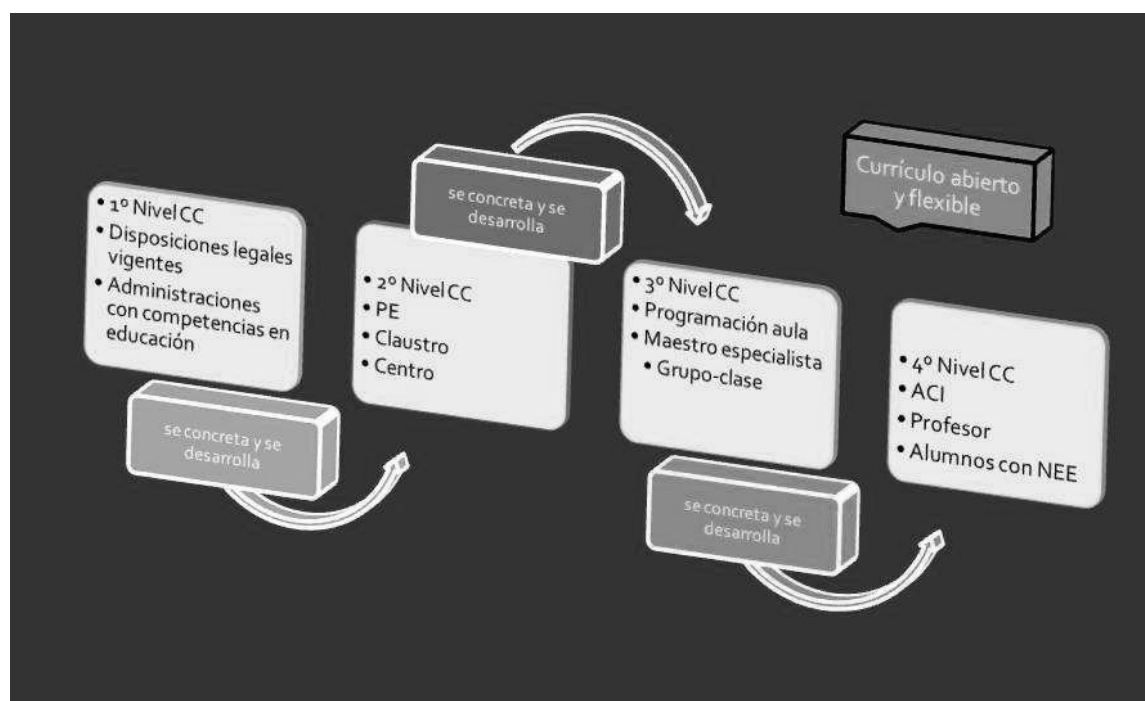 • 1º Nivel CC
• Disposiciones legales
vigentes
• Administraciones
con competencias en
educación
se concreta y se
desarrolla
• 2º Nivel CC
• PE
• Claustro
• Centro
se concreta y se
desarrolla
• 3º Nivel CC
• Programación aula
• Maestro especialista
• Grupo-clase
se concreta y se
desarrolla
• 4º Nivel CC
• ACI
• Profesor
• Alumnos con NEE
Currículo abierto
y flexible